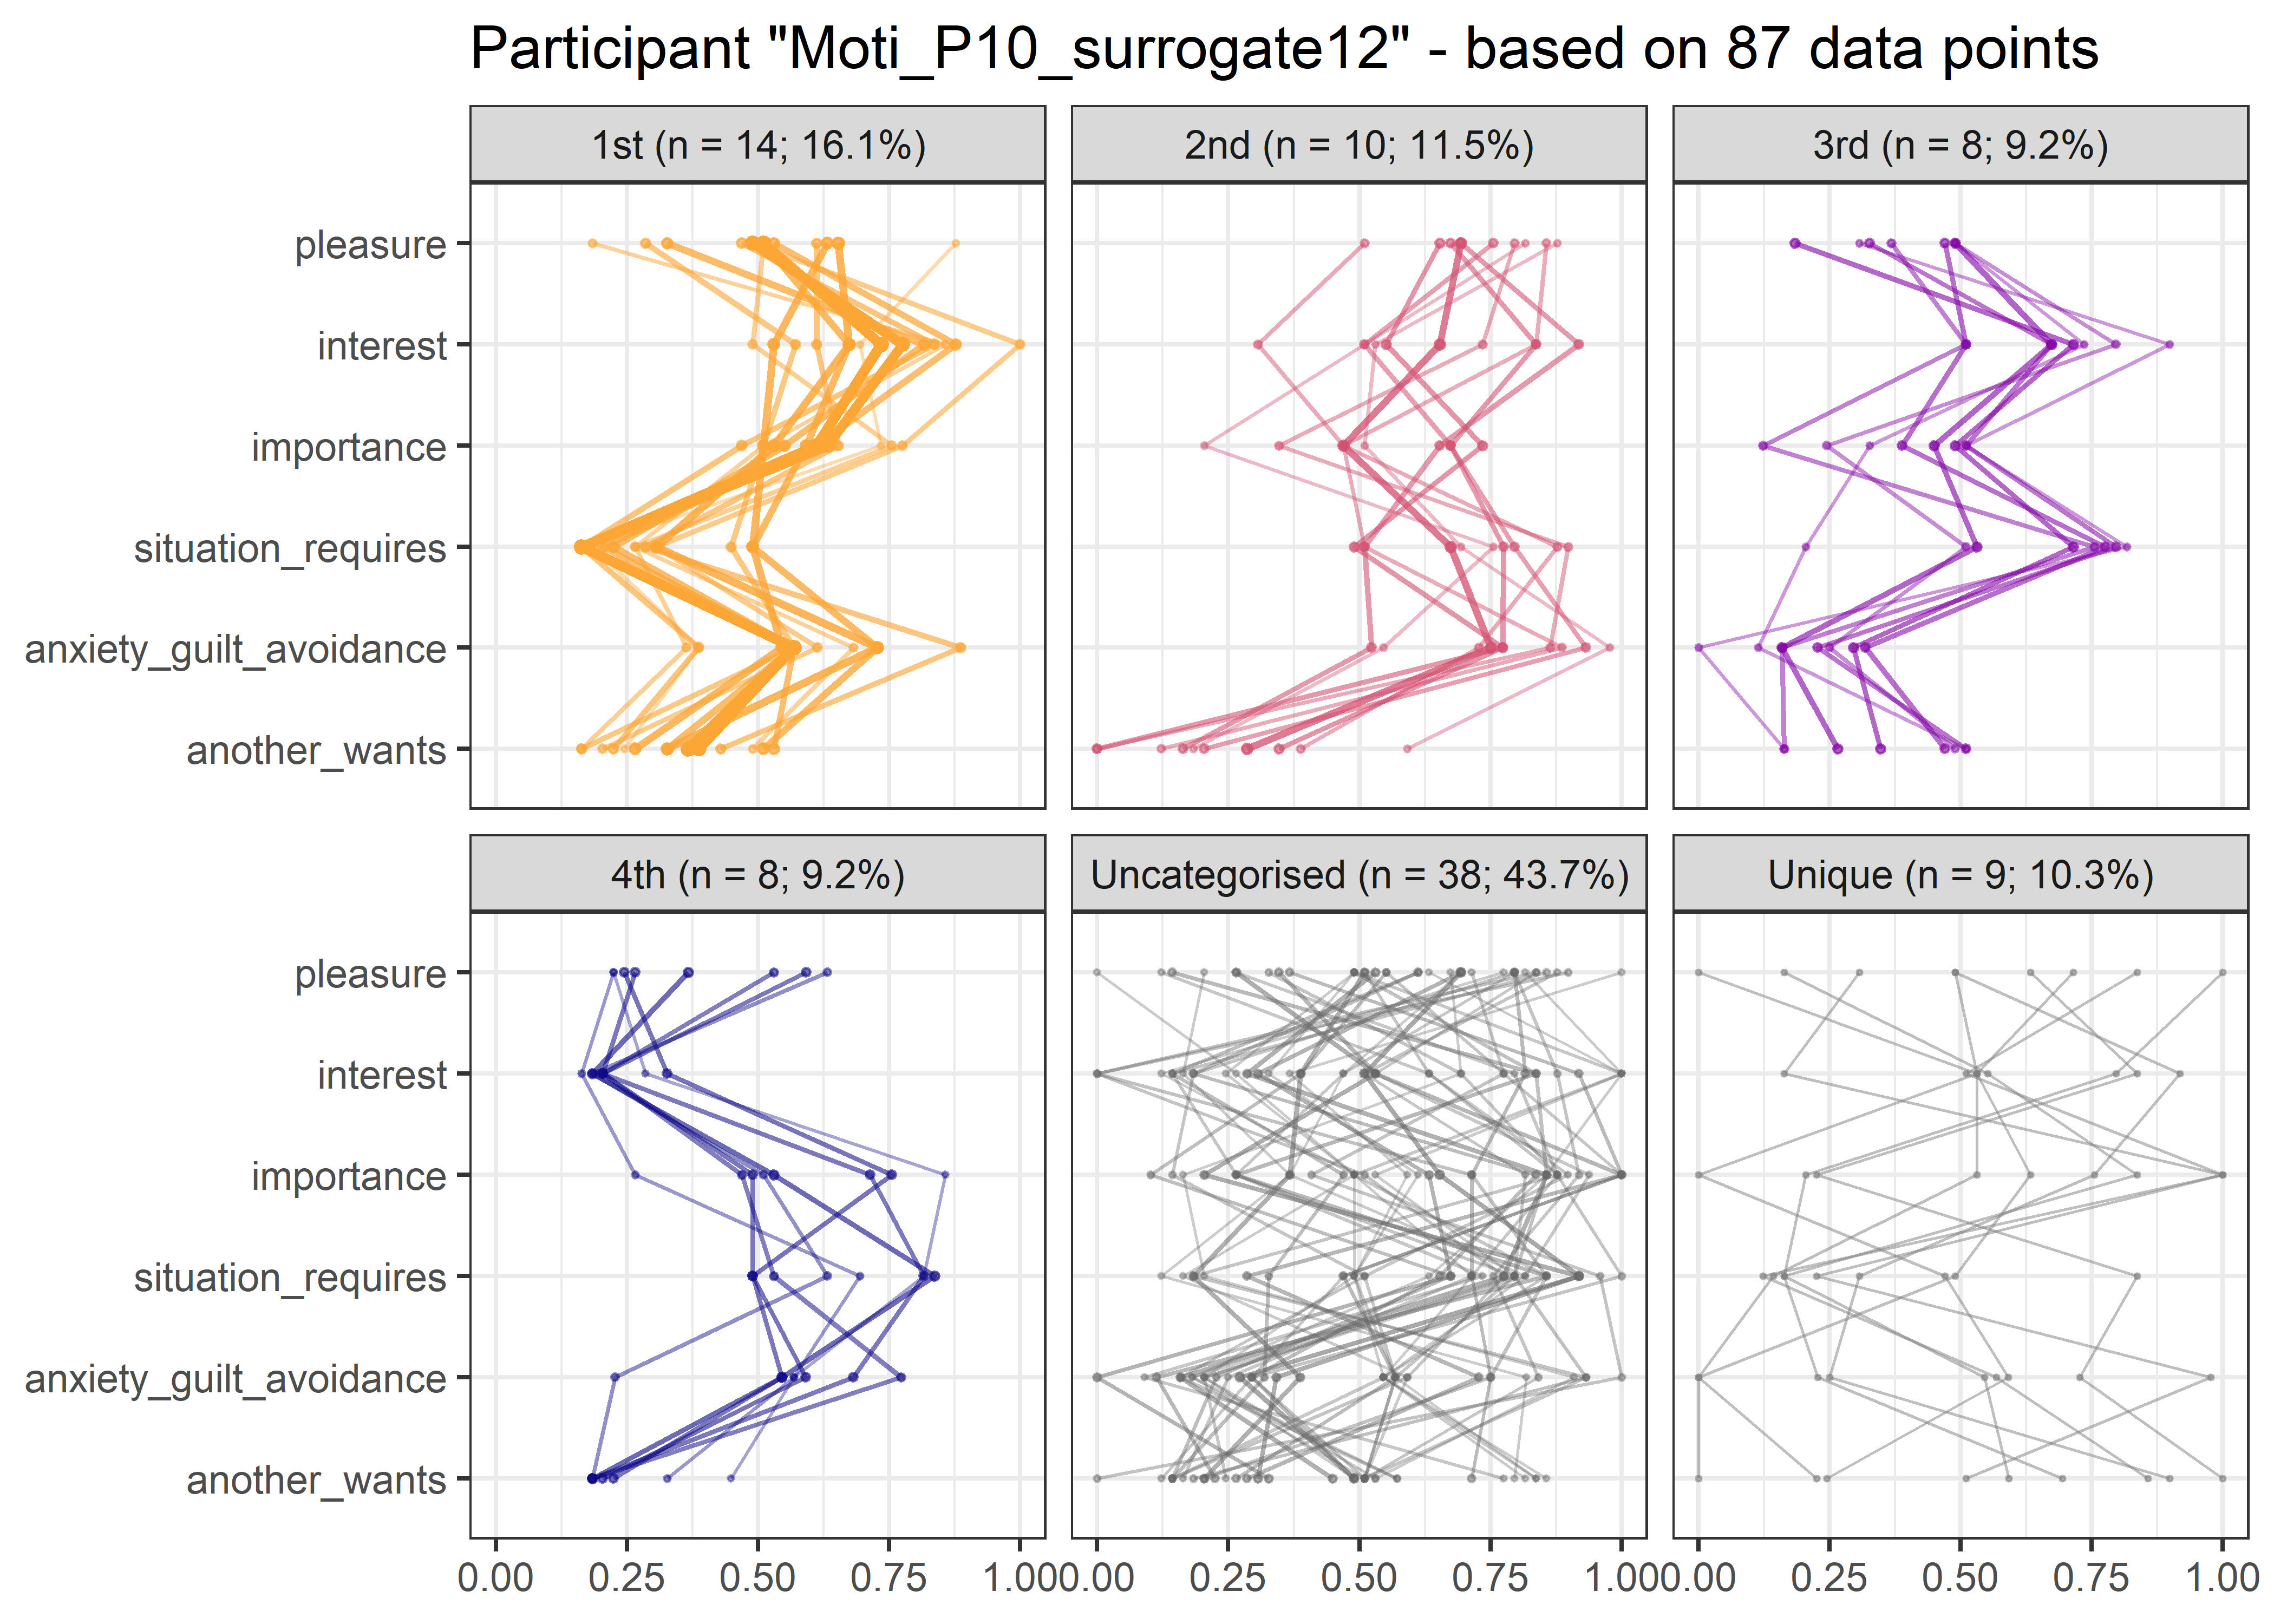 Participant "Moti_P10_surrogate12" - based on 87 data points
1st (n = 14; 16.1%)
2nd (n = 10; 11.5%)
3rd (n = 8; 9.2%)
pleasure
interest
importance
situation_requires
anxiety_guilt_avoidance
another_wants
4th (n = 8; 9.2%)
Uncategorised (n = 38; 43.7%)
Unique (n = 9; 10.3%)
pleasure
interest
importance
situation_requires
anxiety_guilt_avoidance
another_wants
0.00 0.25 0.50 0.75 1.00
0.00 0.25 0.50 0.75 1.00
0.00 0.25 0.50 0.75 1.00